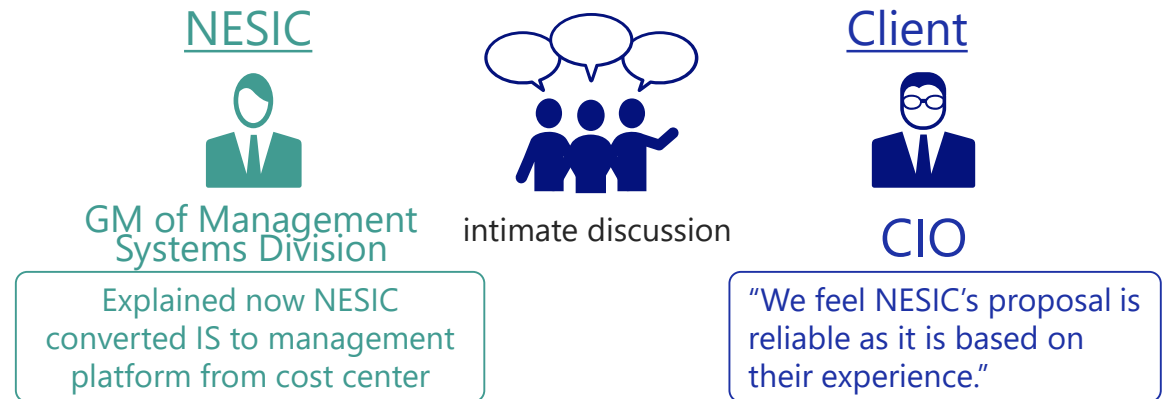 NESIC
GM of Management
Systems Division
Explained now NESIC
converted IS to management
platform from cost center
intimate discussion
Client
CIO
“We feel NESIC’s proposal is
reliable as it is based on
their experience.”